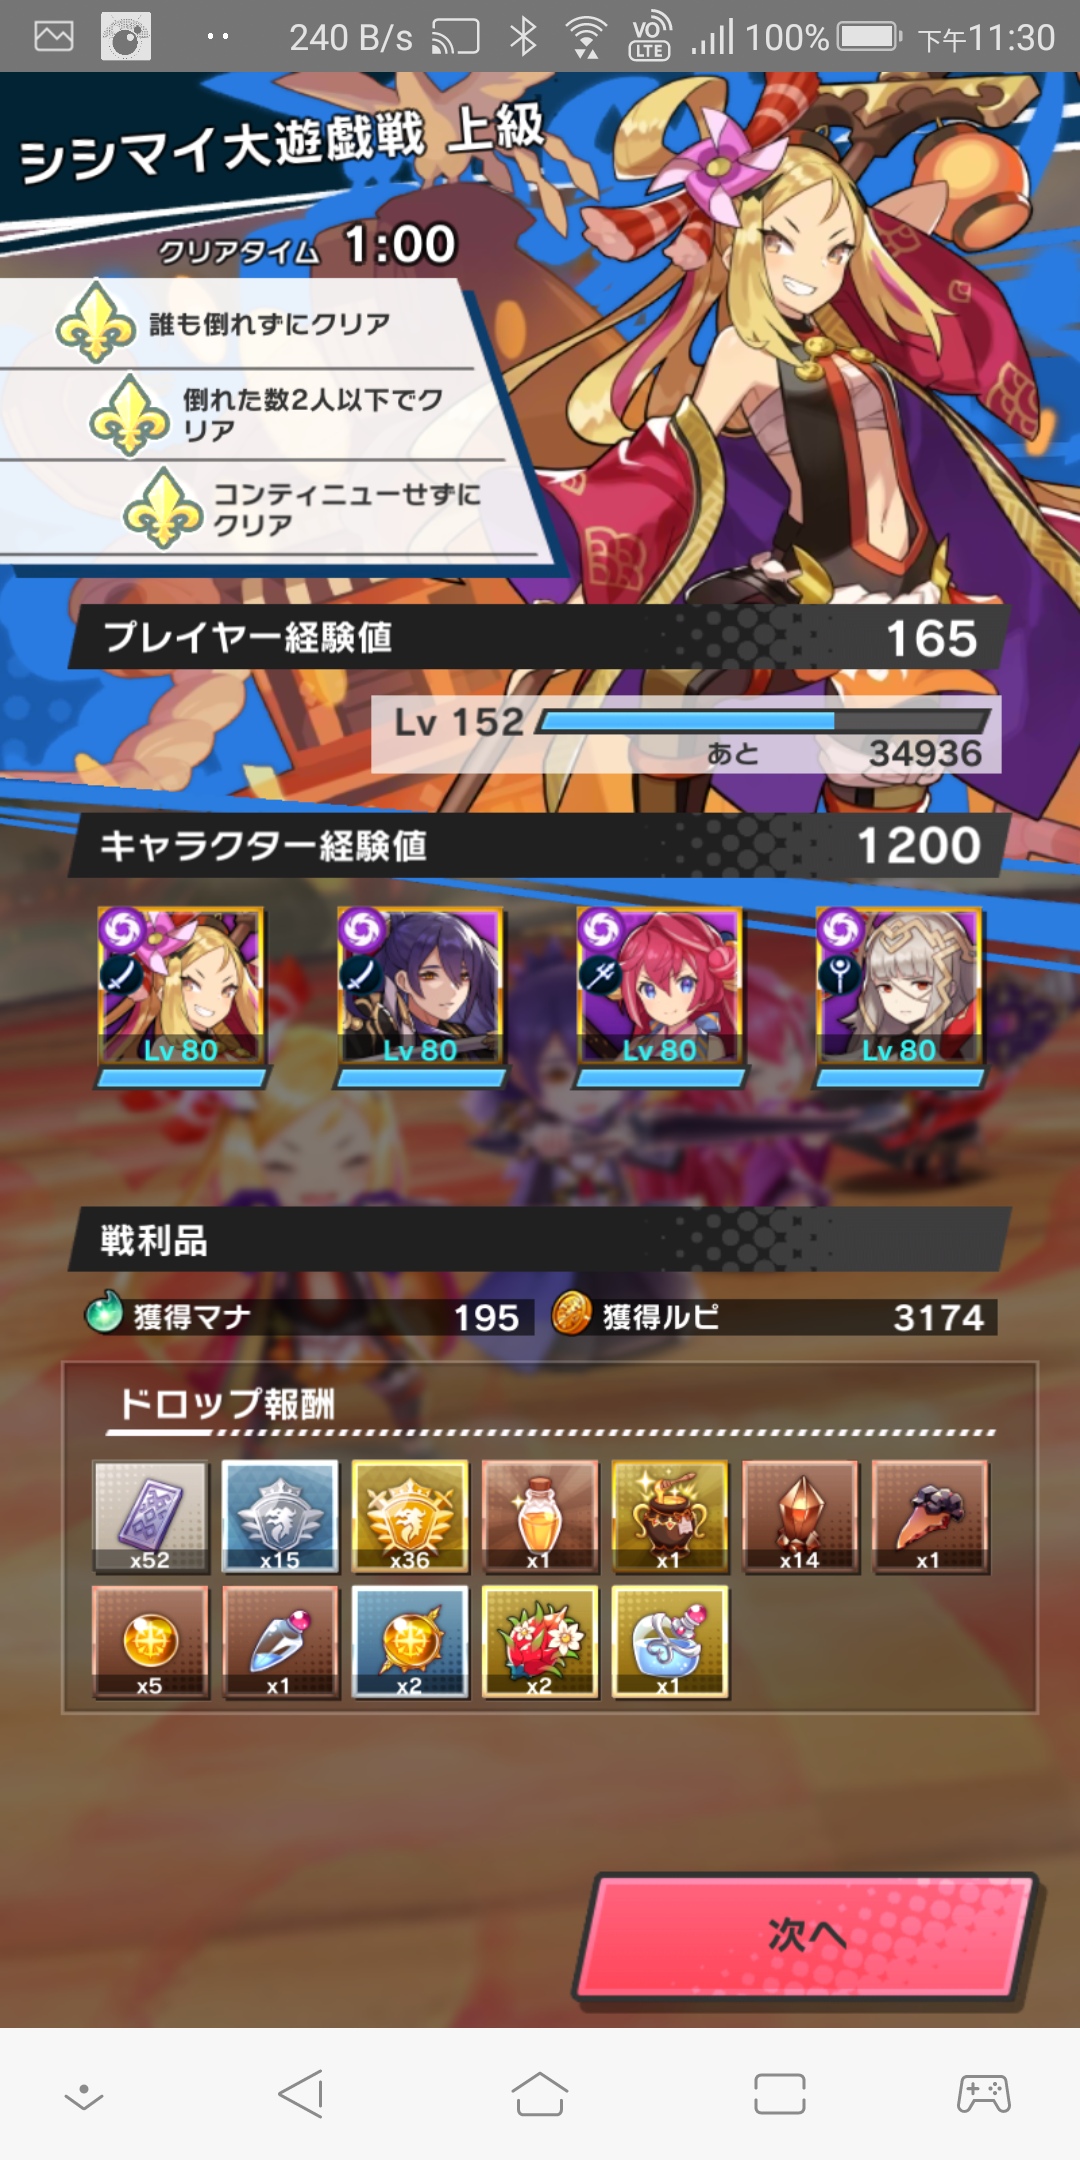 240 B/s VO LTE 100% 下午11:30
シシマイ大遊戯戦 上級
クリアタイム 1:00
誰も倒れずにクリア
倒れた数2人以下でク
リア
コンティニューせずに
クリア
プレイヤー経験値 165
Lv 152
あと 34936
キャラクター経験値 1200
Lv 80 Lv 80 Lv 80 Lv 80
戦利品
獲得マナ 195 獲得ルピ 3174
ドロップ報酬
x52 x15 x36 x1 x1 x14 x1
x5 x1 x2 x2 x1
次へ